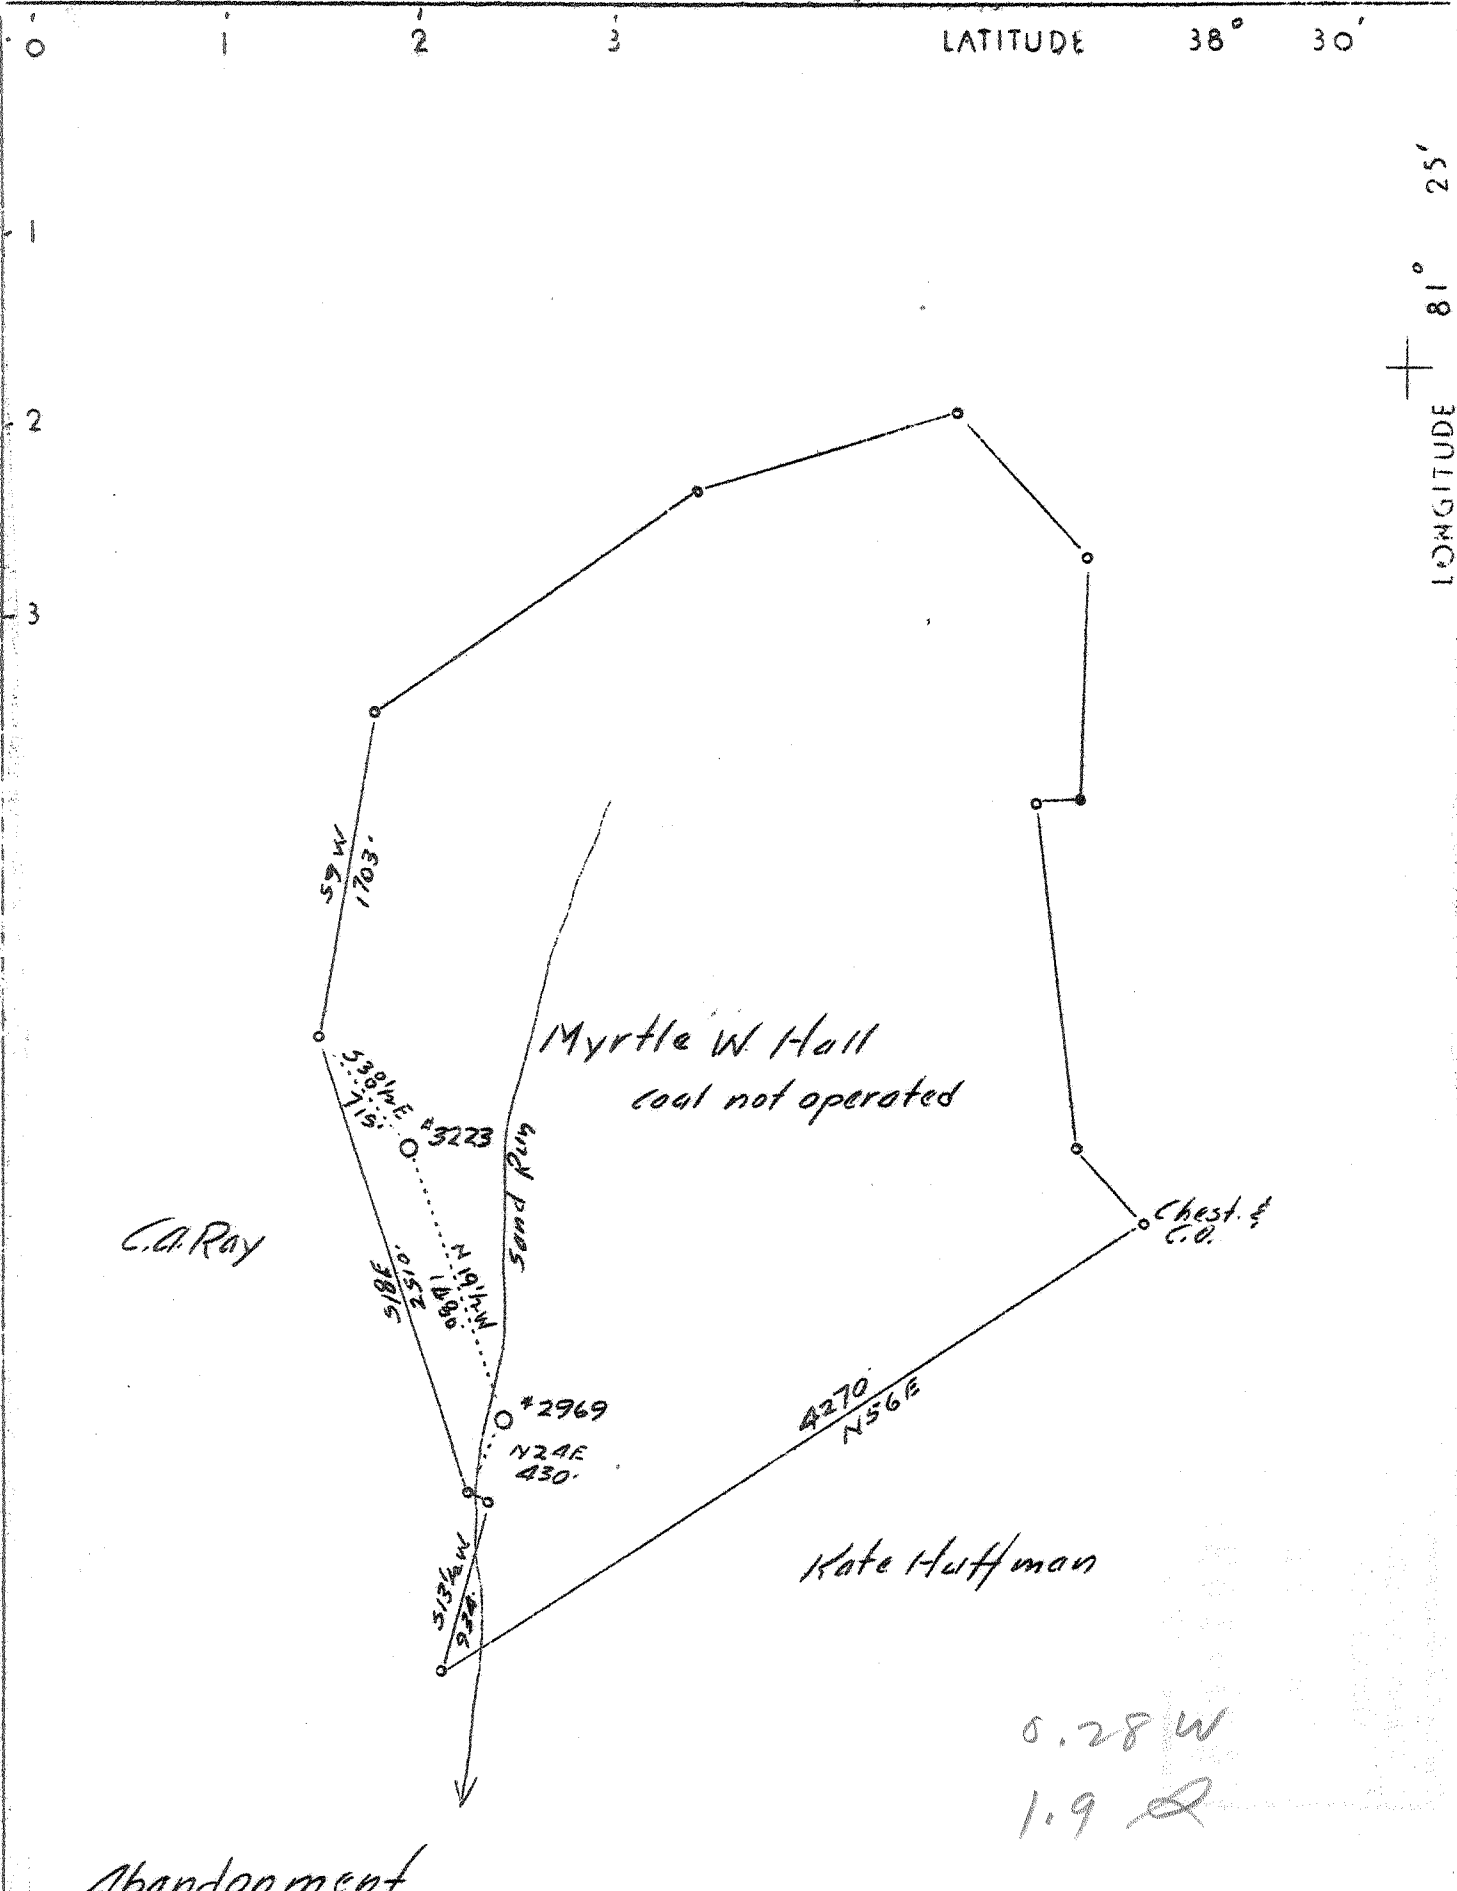 0 1 2 3 LATITUDE 38° 30'
1
2
3
LONGITUDE 81° 25'
S9W
1703'
Myrtle W. Hall
coal not operated
S30½E
715'
#3223
Sand Run
Chest. &
C.O.
C.A. Ray
S18E
2510'
N19½W
1480'
#2969
N24E
430'
4270
N56E
S13½W
934'
Kate Huffman
0.28 W
1.9
Abandonment